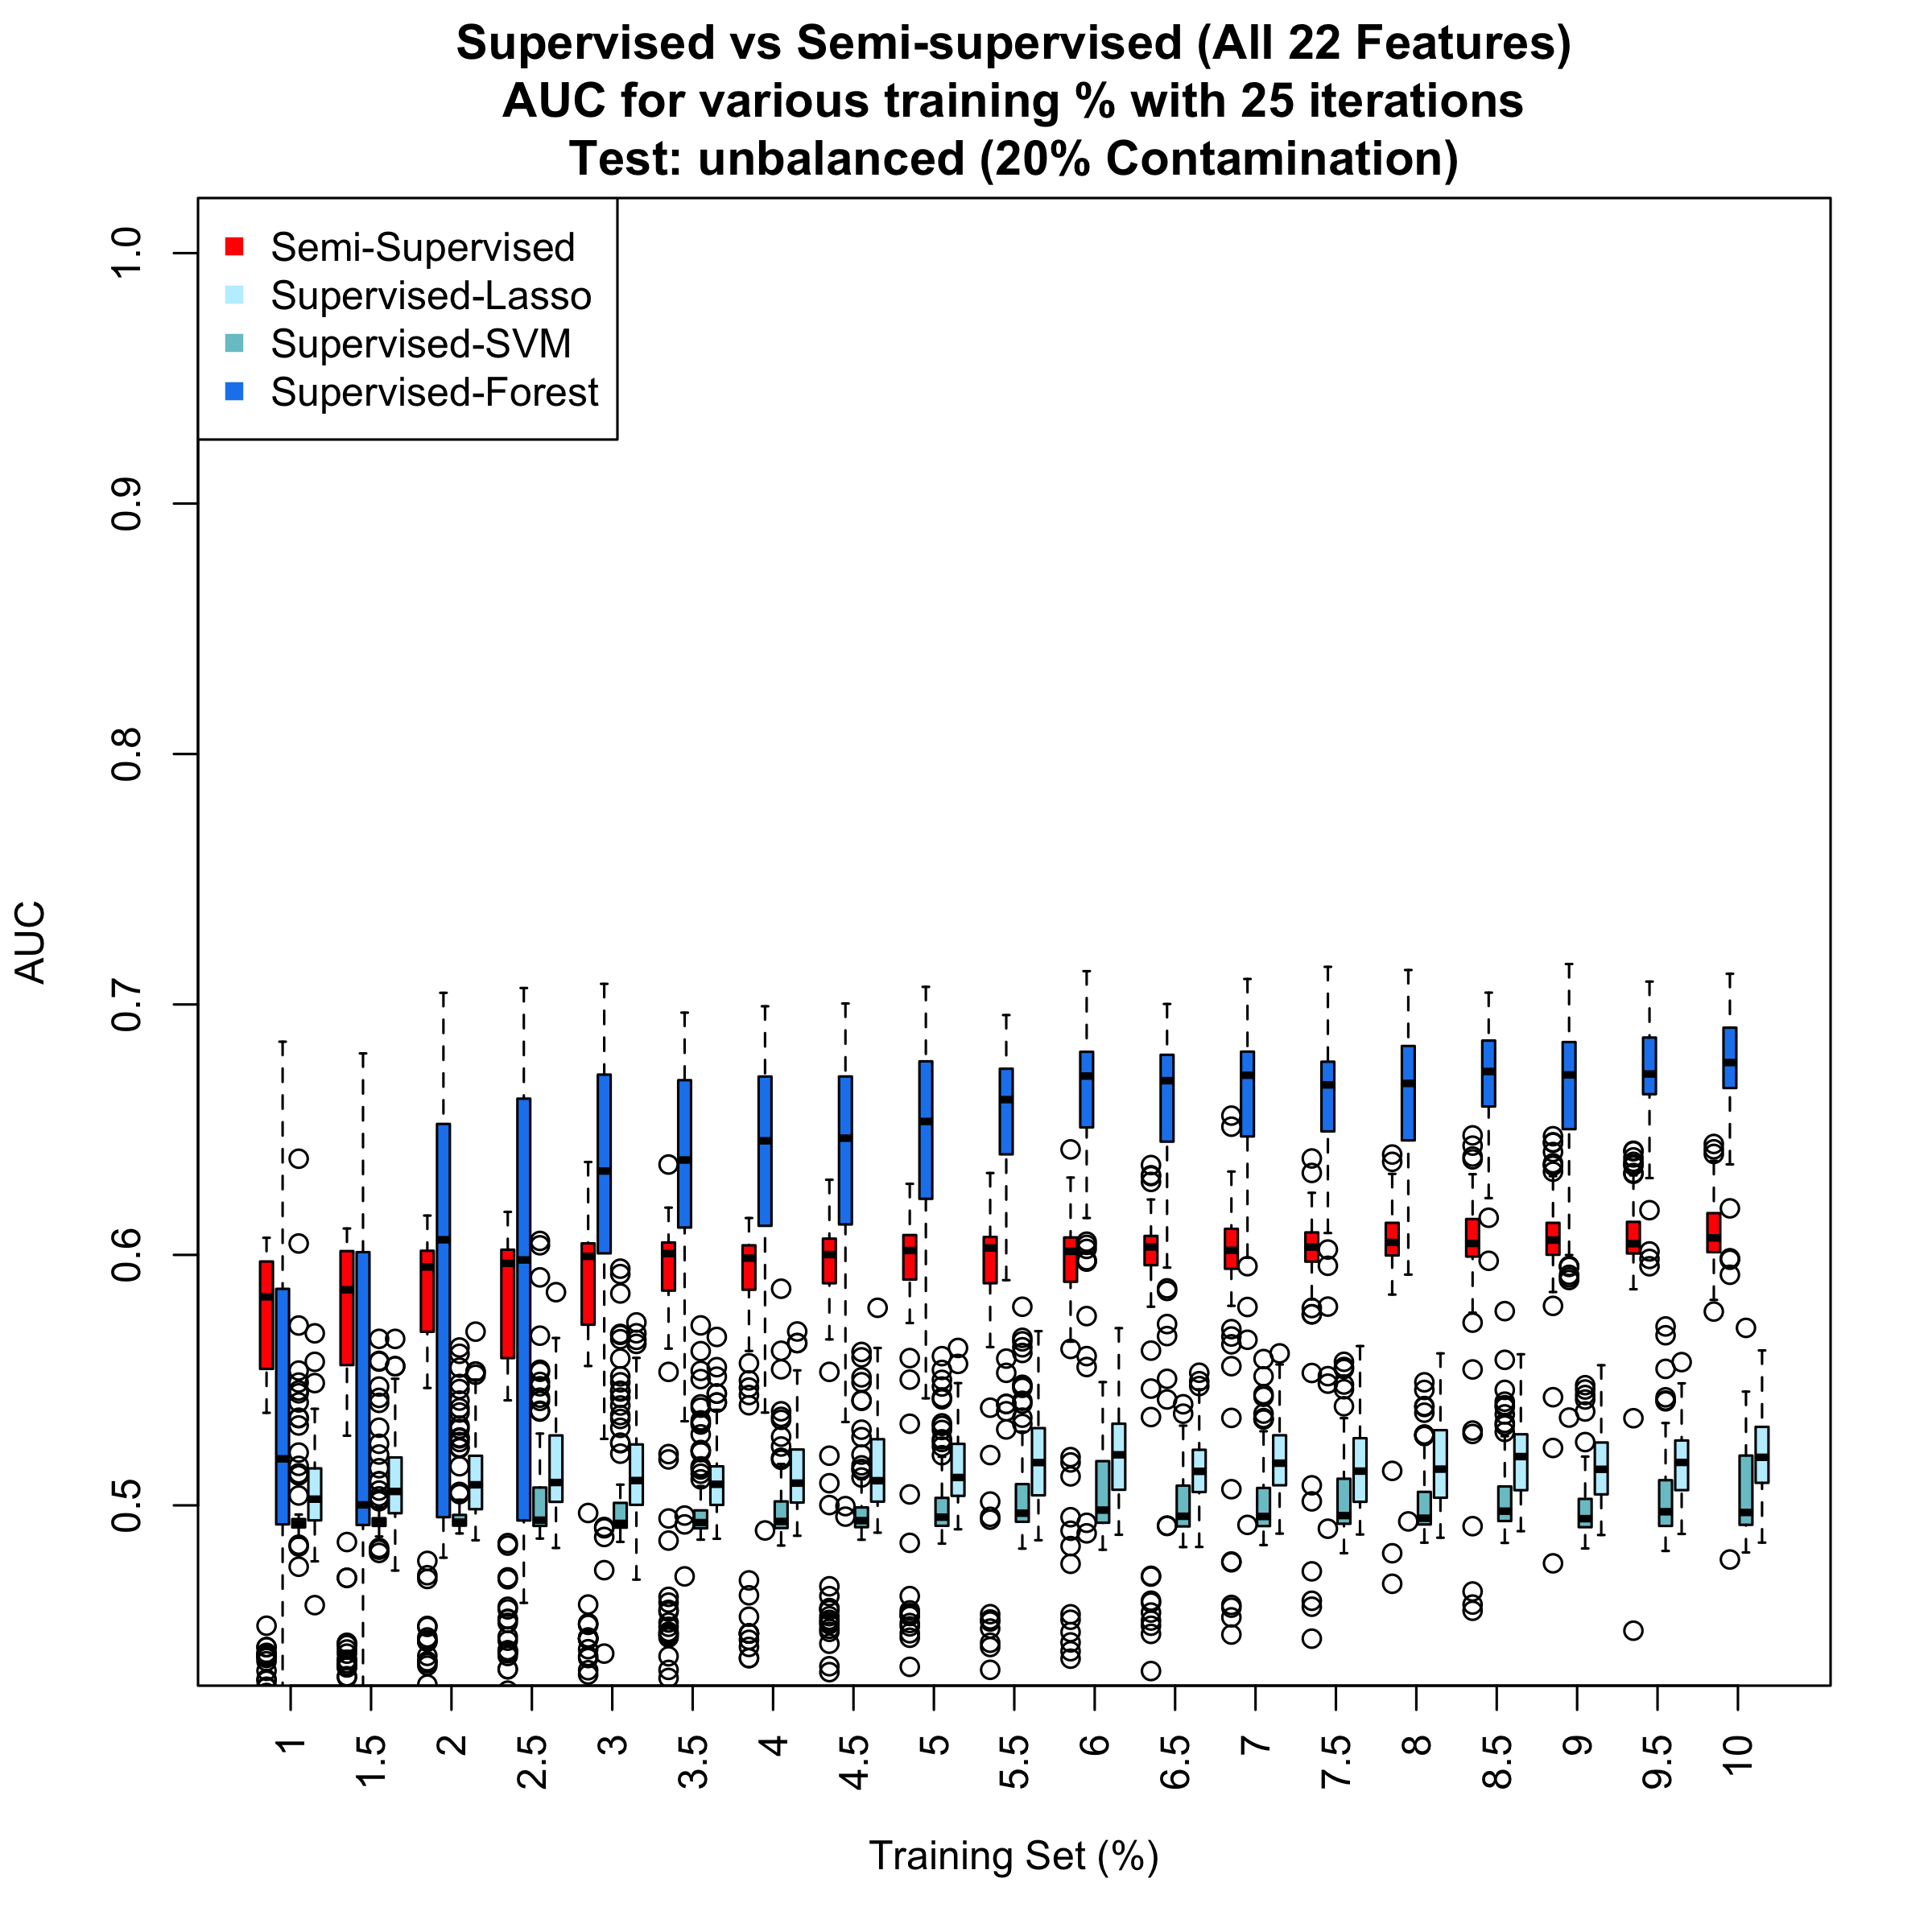 Supervised vs Semi-supervised (All 22 Features)
AUC for various training % with 25 iterations
Test: unbalanced (20% Contamination)
Semi-Supervised
Supervised-Lasso
Supervised-SVM
Supervised-Forest
1.0
0.9
0.8
0.7
0.6
0.5
AUC
1
1.5
2
2.5
3
3.5
4
4.5
5
5.5
6
6.5
7
7.5
8
8.5
9
9.5
10
Training Set (%)